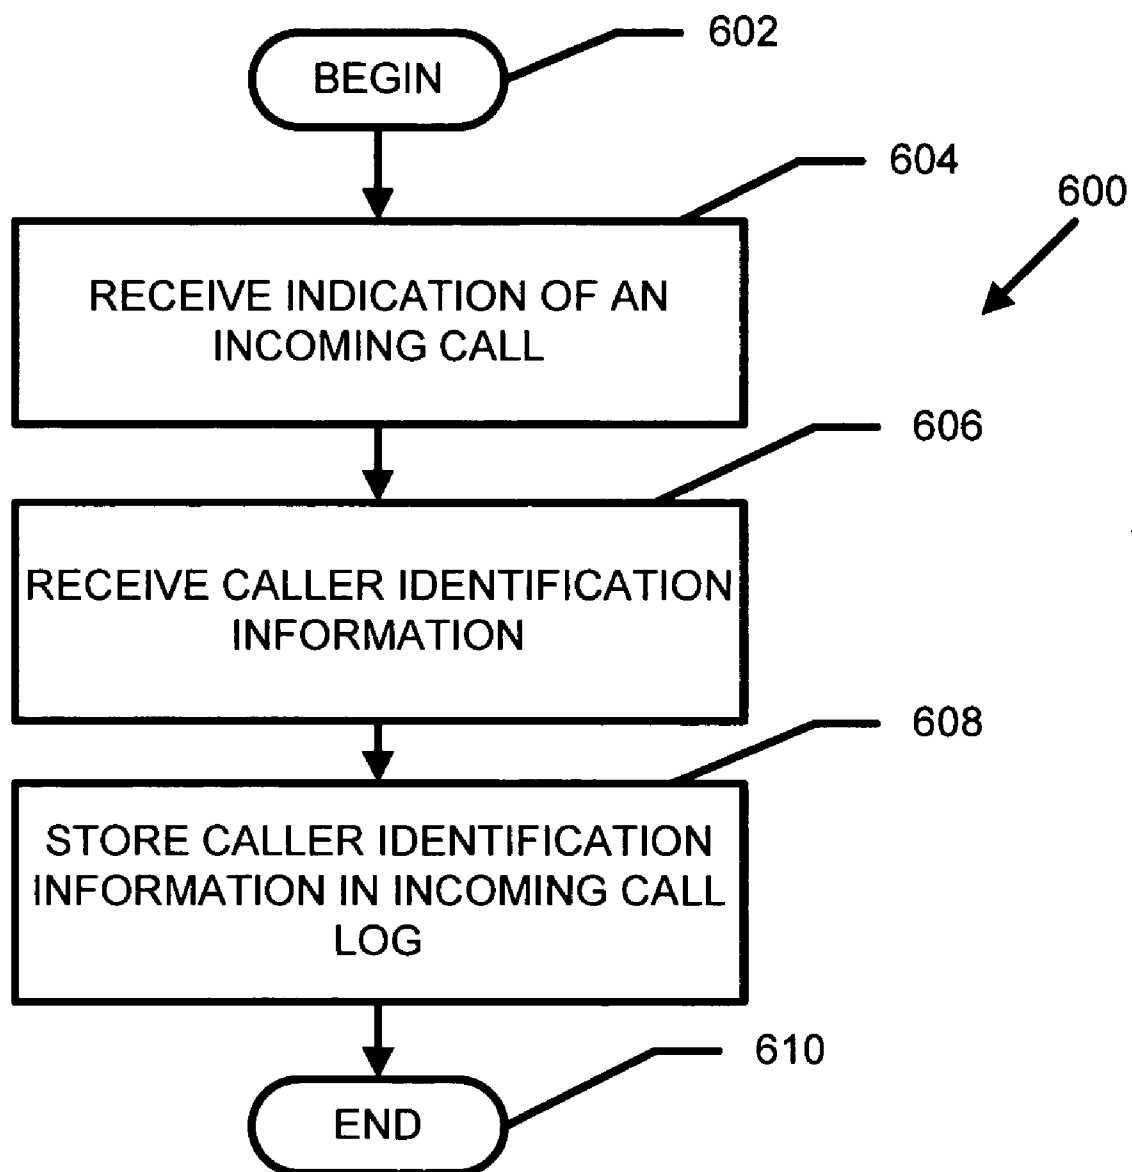 602
BEGIN
604
600
RECEIVE INDICATION OF AN
INCOMING CALL
606
RECEIVE CALLER IDENTIFICATION
INFORMATION
608
STORE CALLER IDENTIFICATION
INFORMATION IN INCOMING CALL
LOG
610
END